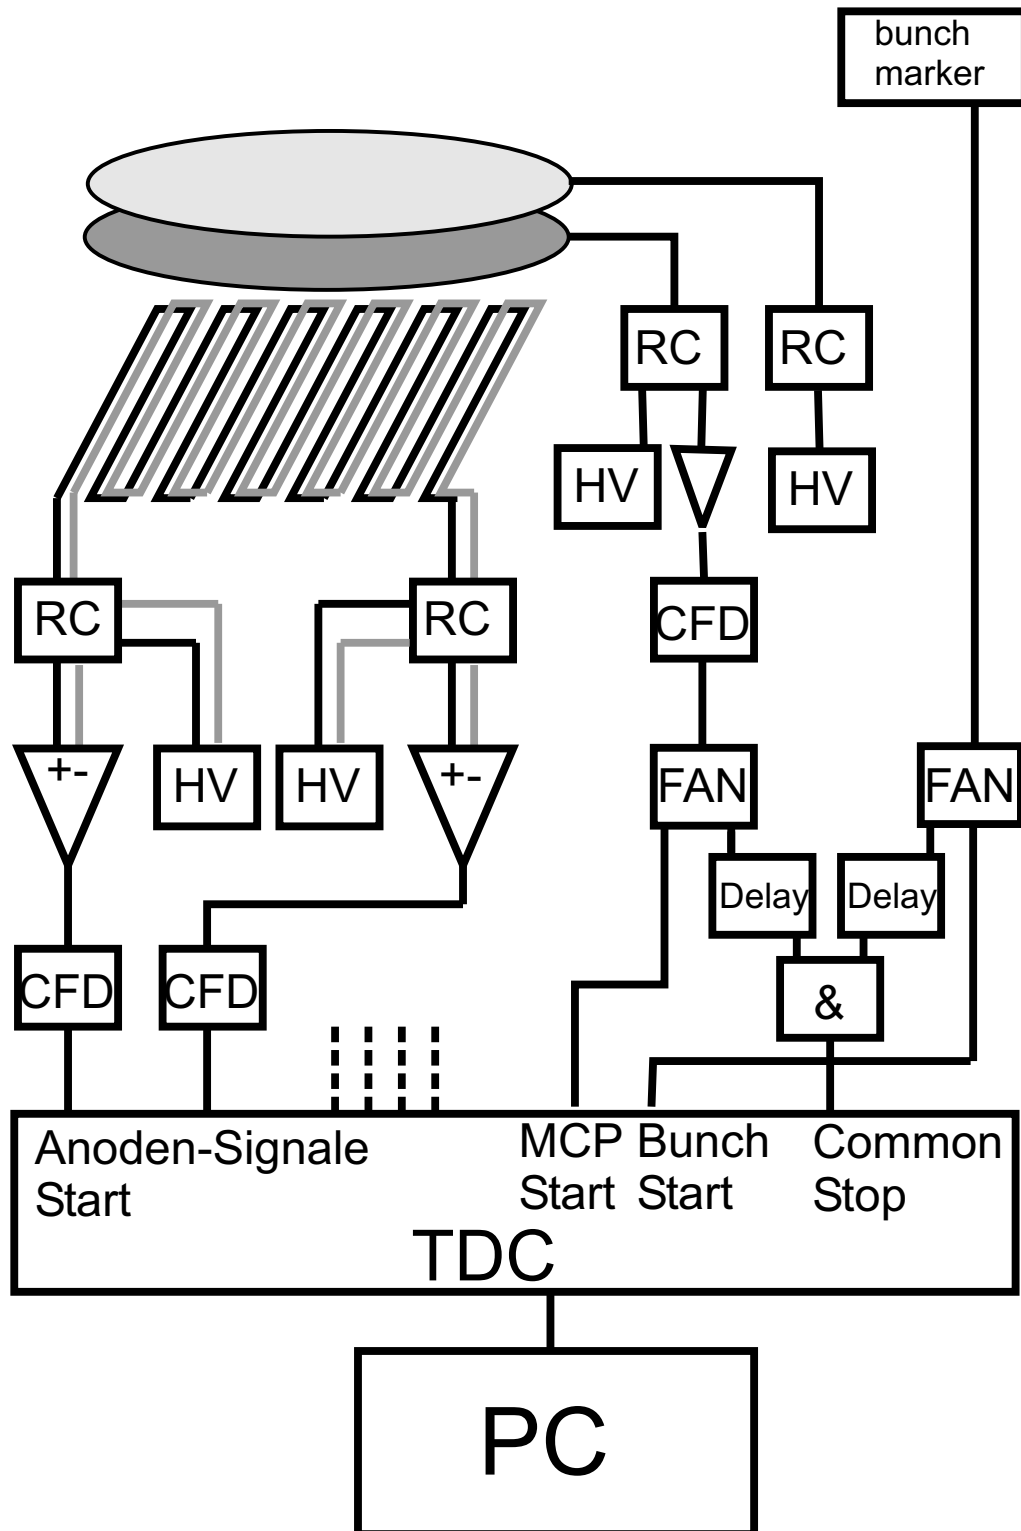 bunch
marker
RC
RC
HV
HV
RC
RC
CFD
+-
HV
HV
+-
FAN
FAN
Delay
Delay
CFD
CFD
&
Anoden-Signale
Start
MCP
Start
Bunch
Start
Common
Stop
TDC
PC